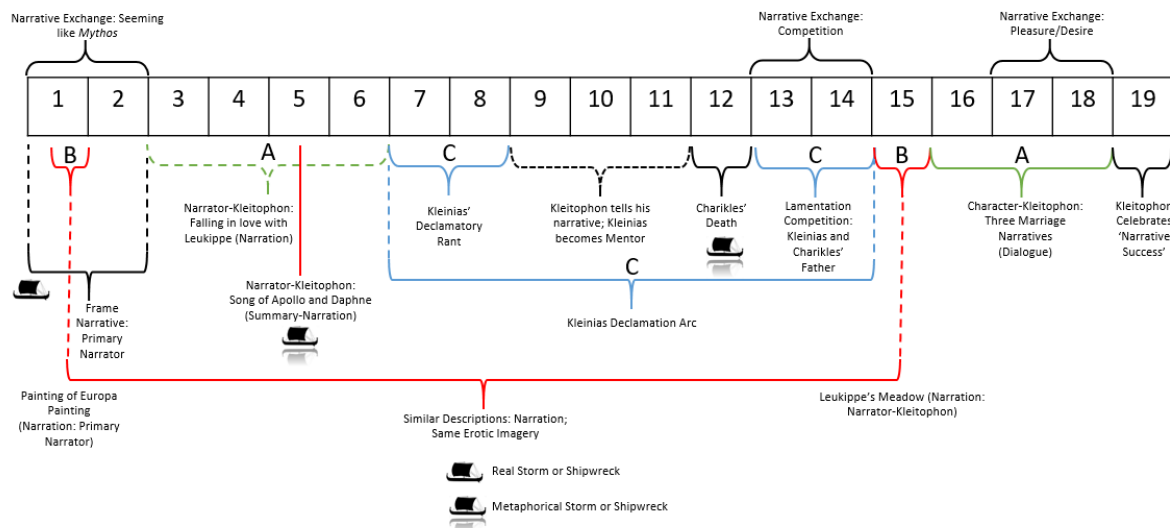 Narrative Exchange: Seeming
like Mythos
Narrative Exchange:
Competition
Narrative Exchange:
Pleasure/Desire
1 2 3 4 5 6 7 8 9 10 11 12 13 14 15 16 17 18 19
B A C C B A
Narrator-Kleitophon:
Falling in love with
Leukippe (Narration)
Kleinias'
Declamatory
Rant
Kleitophon tells his
narrative; Kleinias
becomes Mentor
Charikles'
Death
Lamentation
Competition:
Kleinias and
Charikles'
Father
Character-Kleitophon:
Three Marriage
Narratives
(Dialogue)
Kleitophon
Celebrates
'Narrative
Success'
C
Frame
Narrative:
Primary
Narrator
Narrator-Kleitophon:
Song of Apollo and Daphne
(Summary-Narration)
Kleinias Declamation Arc
Painting of Europa
Painting
(Narration: Primary
Narrator)
Similar Descriptions: Narration;
Same Erotic Imagery
Leukippe's Meadow (Narration:
Narrator-Kleitophon)
Real Storm or Shipwreck
Metaphorical Storm or Shipwreck